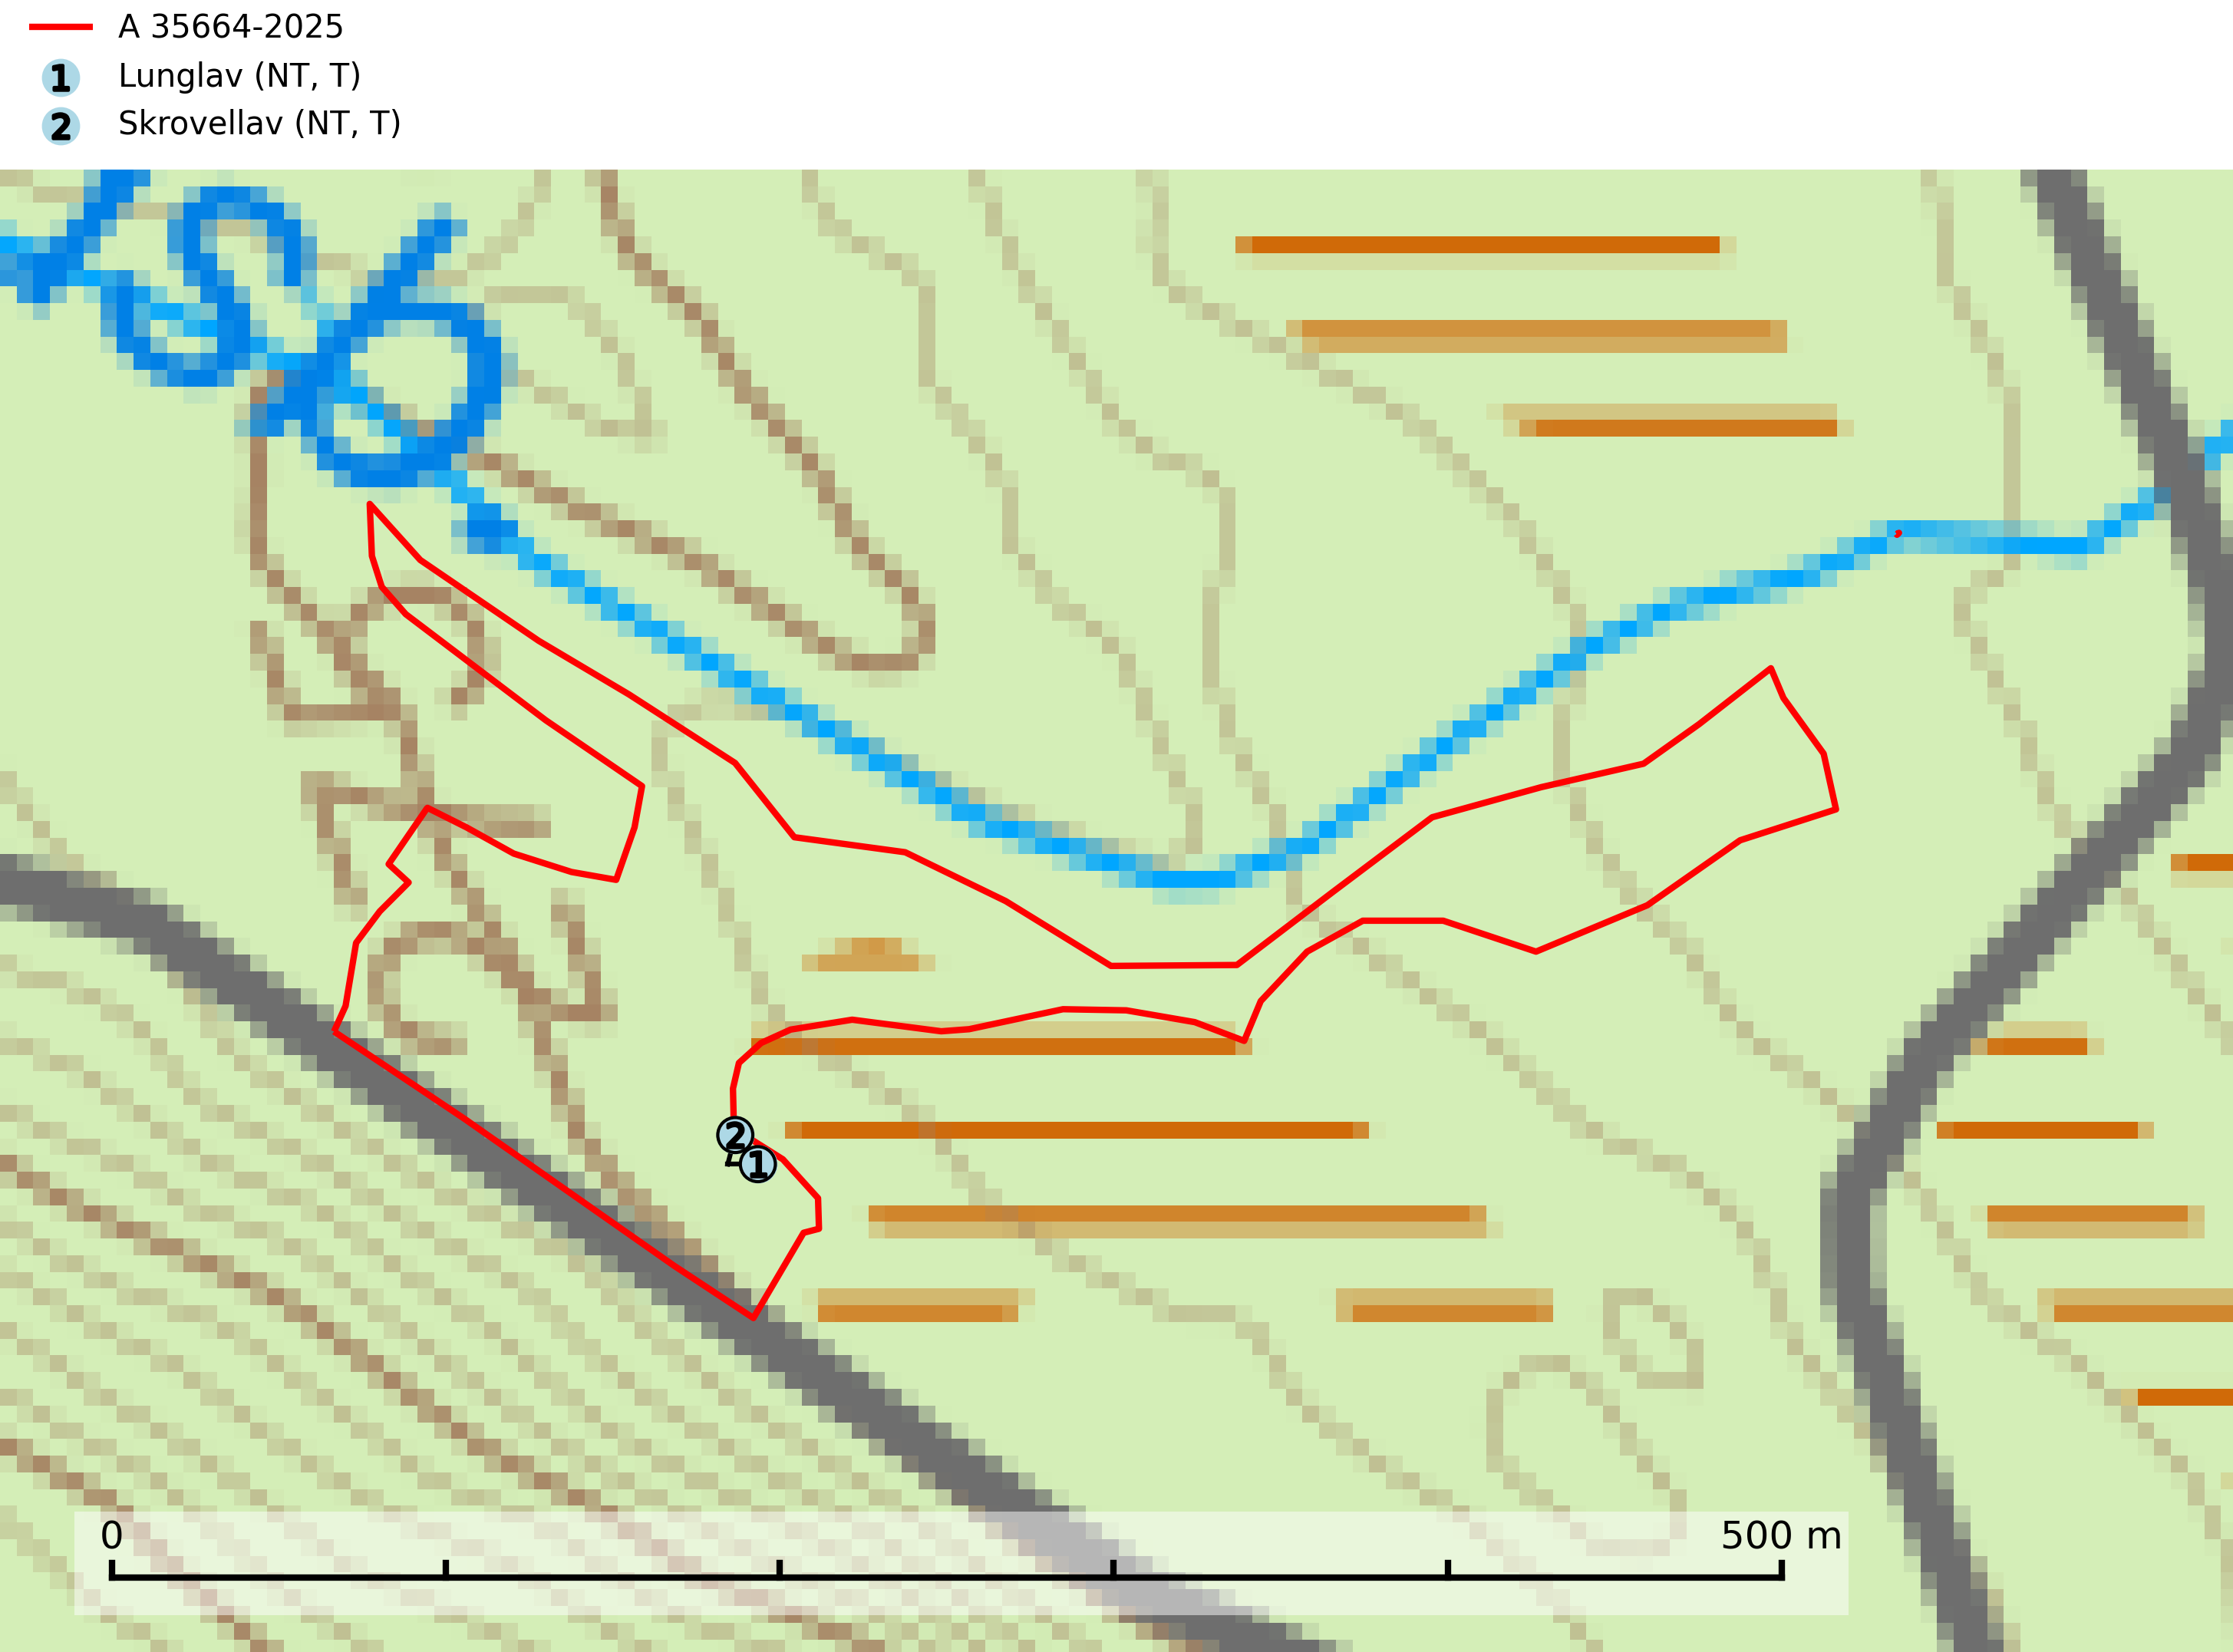 A 35664-2025
1 Lunglav (NT, T)
2 Skrovellav (NT, T)
2
1
0 500 m